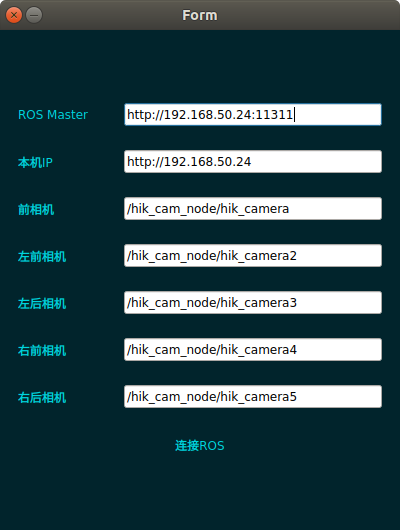 Form
ROS Master http://192.168.50.24:11311
本机IP http://192.168.50.24
前相机 /hik_cam_node/hik_camera
左前相机 /hik_cam_node/hik_camera2
左后相机 /hik_cam_node/hik_camera3
右前相机 /hik_cam_node/hik_camera4
右后相机 /hik_cam_node/hik_camera5
连接ROS